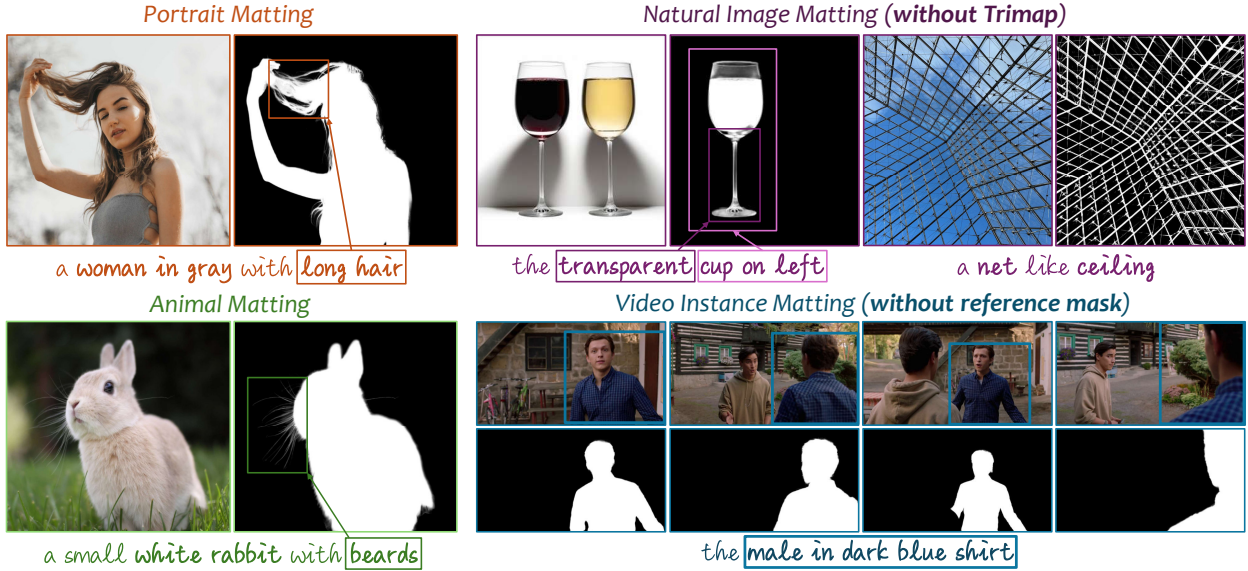 Portrait Matting
Natural Image Matting (without Trimap)
a woman in gray with long hair
the transparent cup on left
a net like ceiling
Animal Matting
Video Instance Matting (without reference mask)
a small white rabbit with beards
the male in dark blue shirt